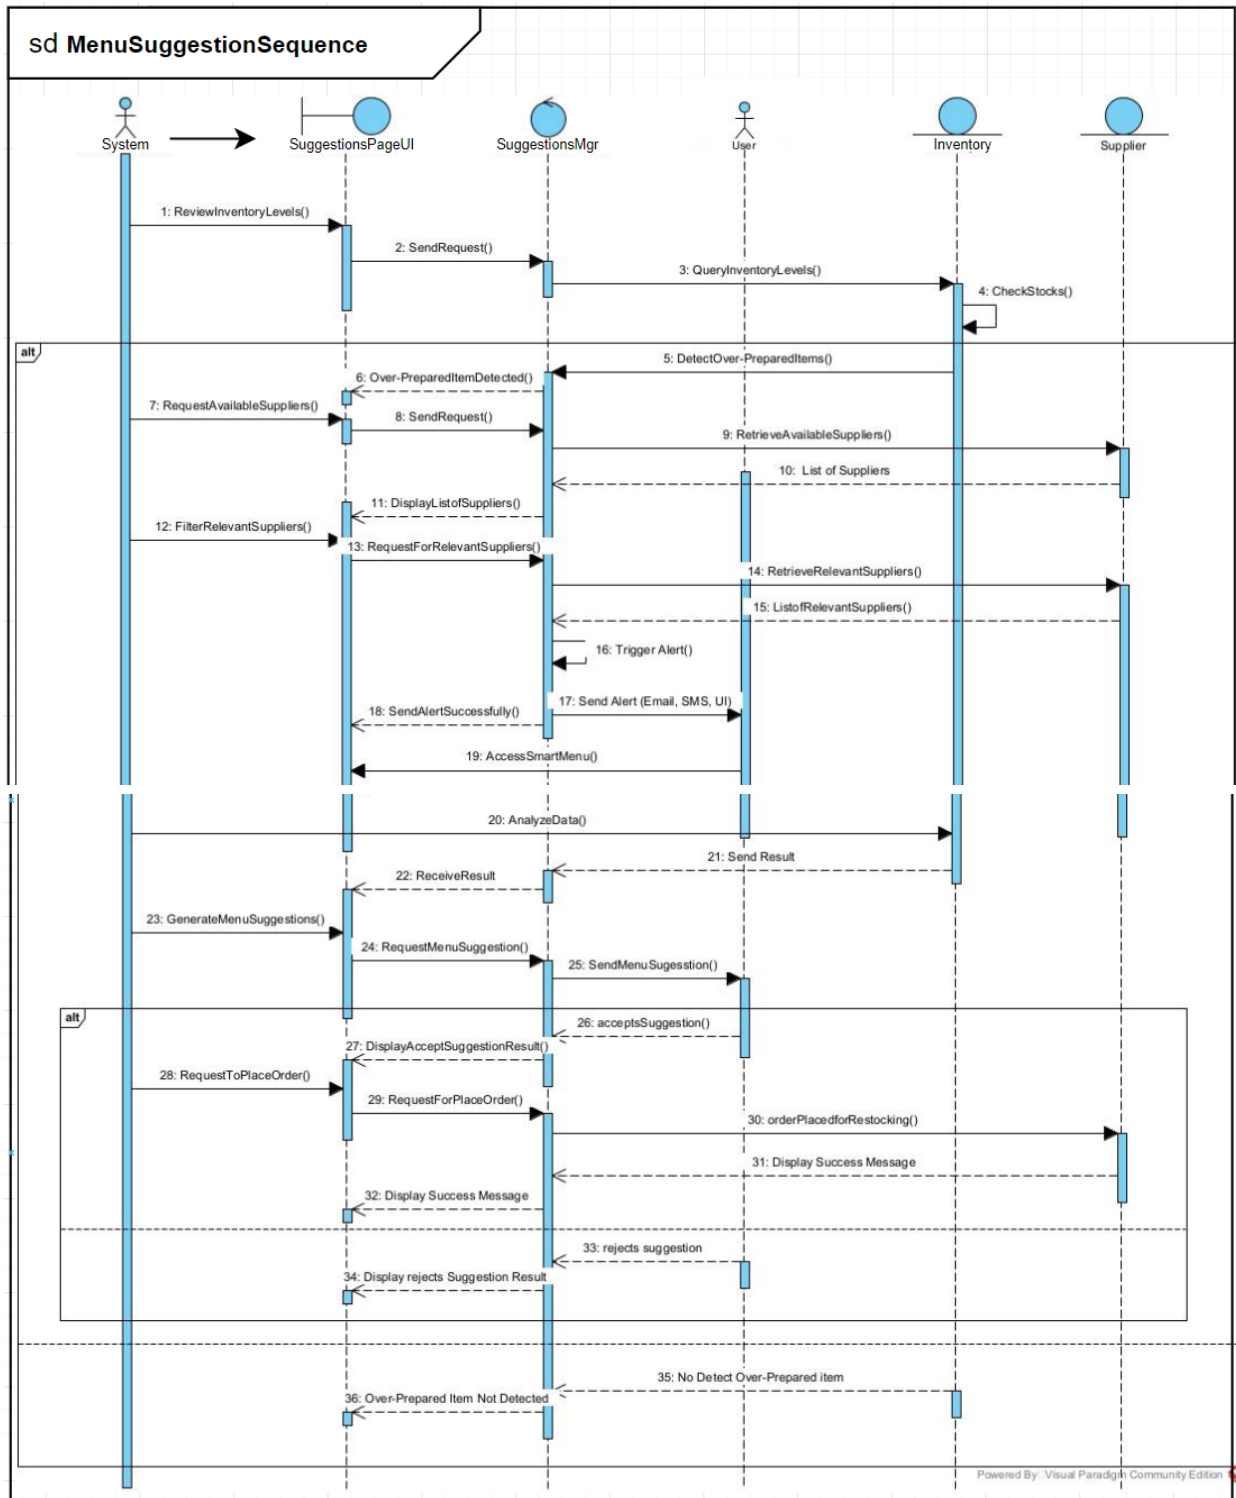 sd MenuSuggestionSequence
System
SuggestionsPageUI
SuggestionsMgr
User
Inventory
Supplier
1: ReviewInventoryLevels()
2: SendRequest()
3: QueryInventoryLevels()
4: CheckStocks()
alt
5: DetectOver-PreparedItems()
6: Over-PreparedItemDetected()
7: RequestAvailableSuppliers()
8: SendRequest()
9: RetrieveAvailableSuppliers()
10: List of Suppliers
11: DisplayListofSuppliers()
12: FilterRelevantSuppliers()
13: RequestForRelevantSuppliers()
14: RetrieveRelevantSuppliers()
15: ListofRelevantSuppliers()
16: Trigger Alert()
17: Send Alert (Email, SMS, UI)
18: SendAlertSuccessfully()
19: AccessSmartMenu()
20: AnalyzeData()
21: Send Result
22: ReceiveResult
23: GenerateMenuSuggestions()
24: RequestMenuSuggestion()
25: SendMenuSugesstion()
alt
26: acceptsSuggestion()
27: DisplayAcceptSuggestionResult()
28: RequestToPlaceOrder()
29: RequestForPlaceOrder()
30: orderPlacedforRestocking()
31: Display Success Message
32: Display Success Message
33: rejects suggestion
34: Display rejects Suggestion Result
35: No Detect Over-Prepared item
36: Over-Prepared Item Not Detected
Powered By: Visual Paradigm Community Edition